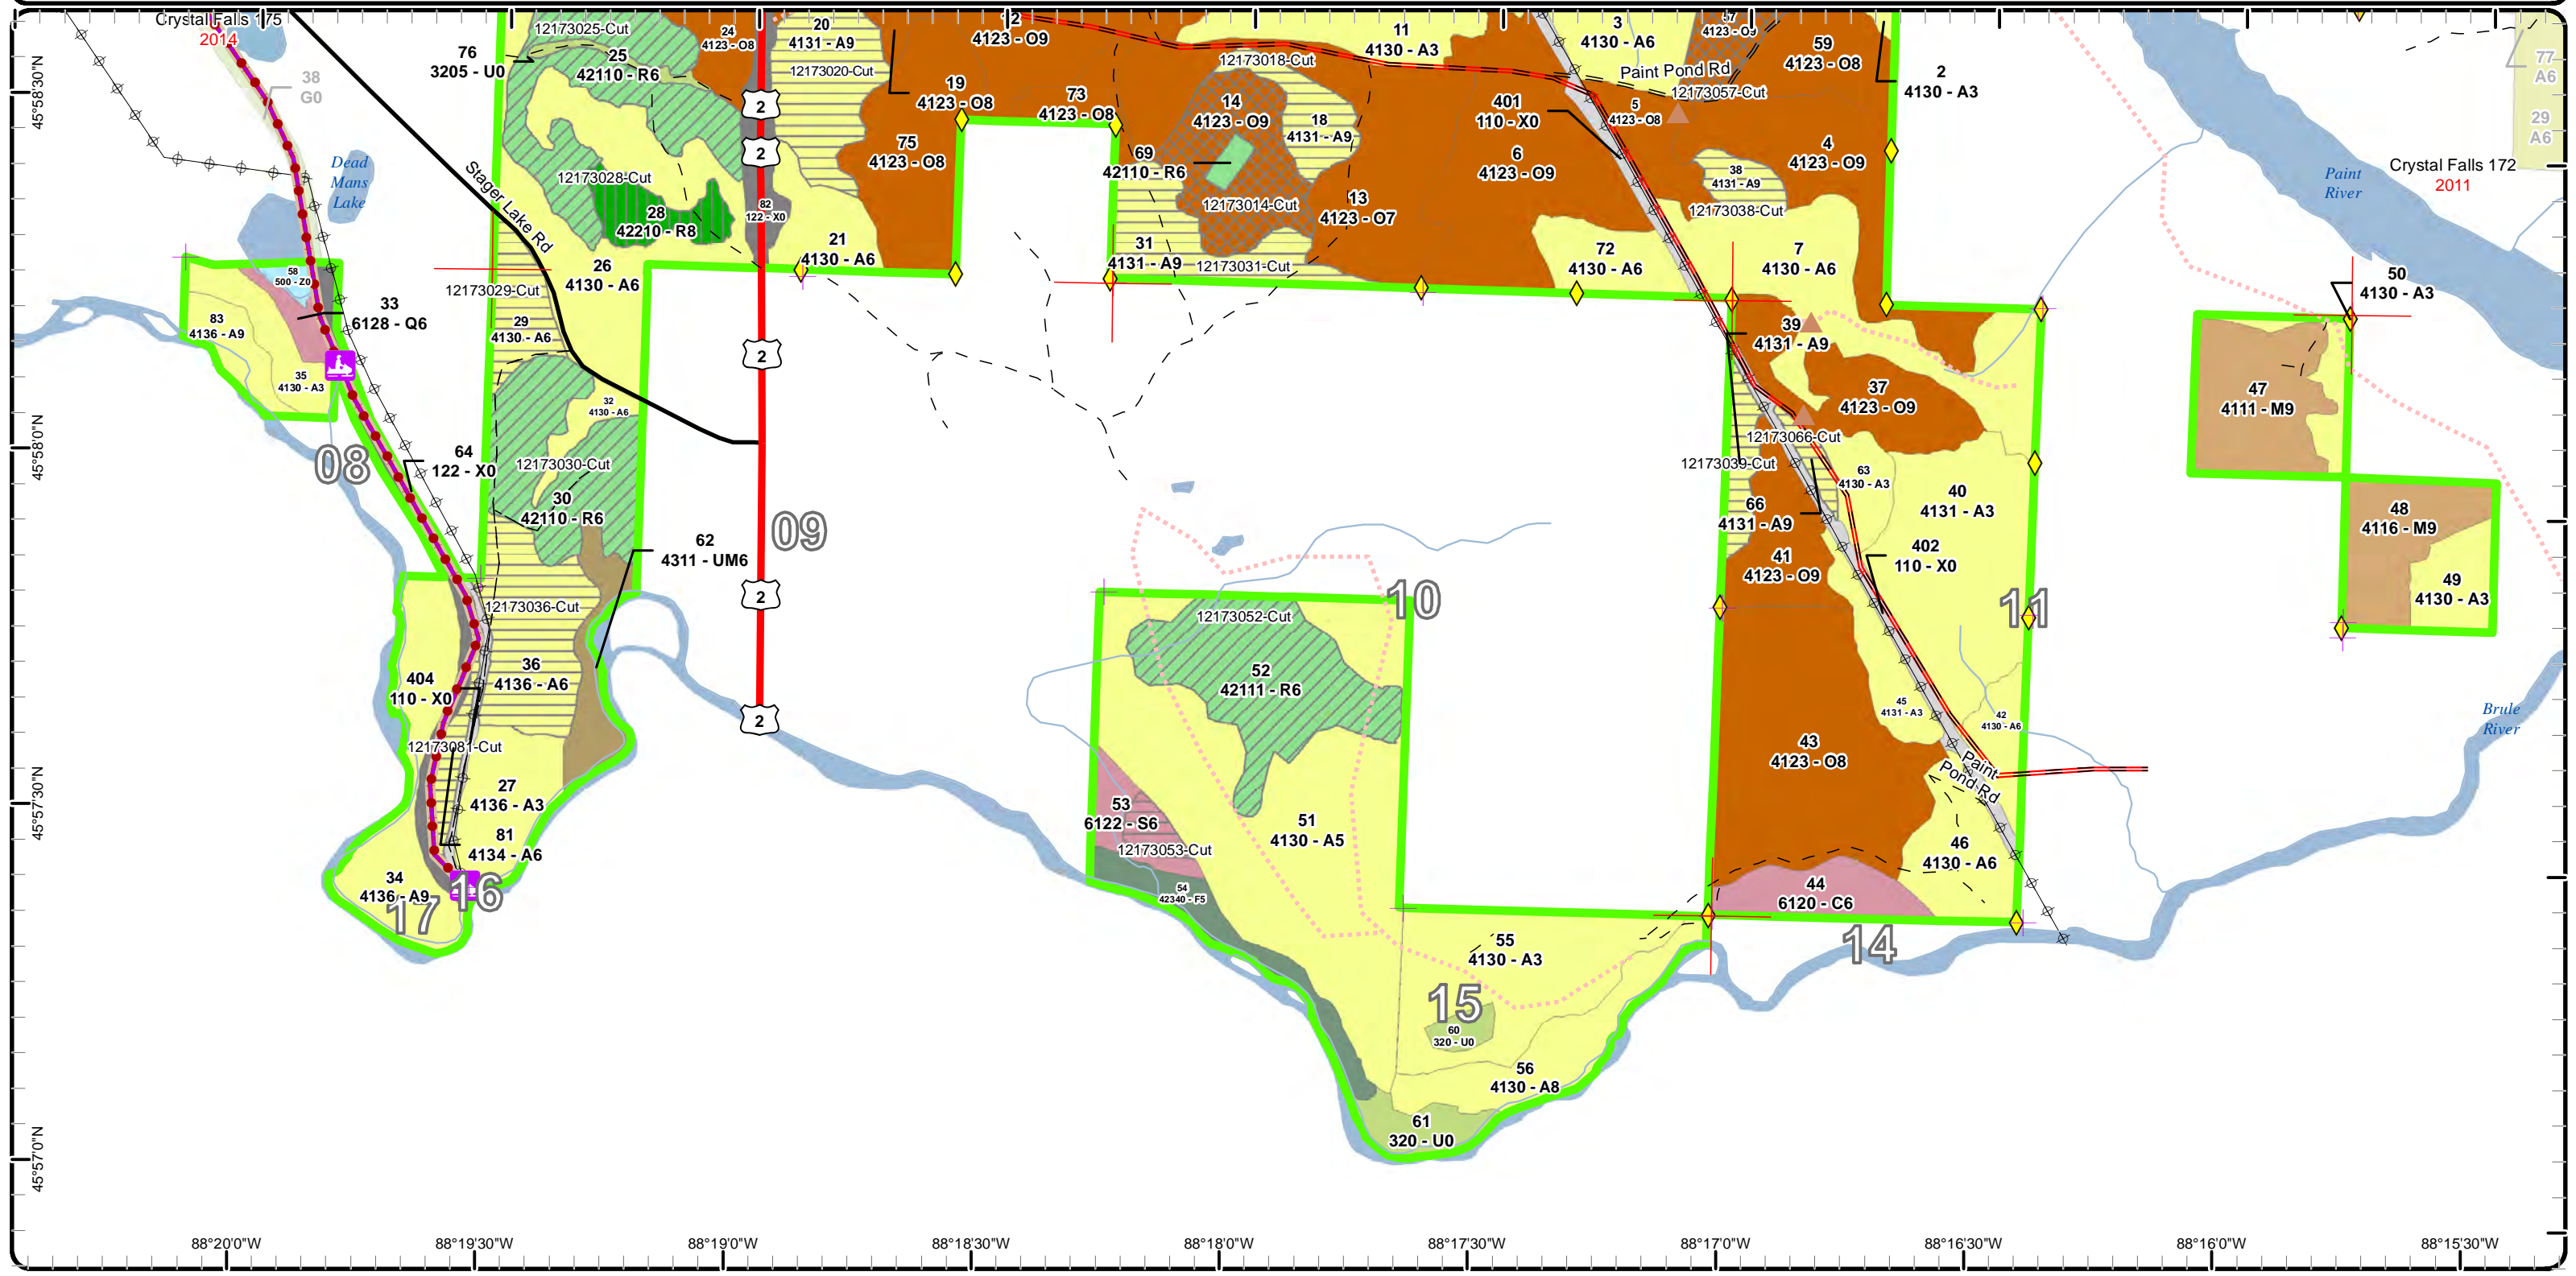 Crystal Falls 175
2014
38
G0
76
3205 - U0
12173025-Cut
25
42110 - R6
24
4123 - O8
20
4131 - A9
12173020-Cut
12
4123 - O9
11
4130 - A3
12173018-Cut
3
4130 - A6
4123 - O9
59
4123 - O8
Paint Pond Rd
12173057-Cut
2
4130 - A3
77
A6
29
A6
Crystal Falls 172
2011
Paint
River
45°58'30"N
Dead
Mans
Lake
Stager Lake Rd
2
2
19
4123 - O8
73
4123 - O8
75
4123 - O8
14
4123 - O9
18
4131 - A9
69
42110 - R6
12173014-Cut
401
110 - X0
5
4123 - O8
6
4123 - O9
4
4123 - O9
38
4131 - A9
12173038-Cut
13
4123 - O7
12173028-Cut
28
42210 - R8
82
122 - X0
21
4130 - A6
26
4130 - A6
31
4131 - A9
12173031-Cut
72
4130 - A6
7
4130 - A6
50
4130 - A3
58
500 - Z0
33
6128 - Q6
83
4136 - A9
35
4130 - A3
12173029-Cut
29
4130 - A6
2
39
4131 - A9
37
4123 - O9
47
4111 - M9
32
4130 - A6
45°58'0"N
08
64
122 - X0
12173030-Cut
30
42110 - R6
12173066-Cut
12173039-Cut
63
4130 - A3
66
4131 - A9
40
4131 - A3
48
4116 - M9
09
62
4311 - UM6
41
4123 - O9
402
110 - X0
49
4130 - A3
2
10
11
12173036-Cut
12173052-Cut
36
4136 - A6
404
110 - X0
52
42111 - R6
45
4131 - A3
42
4130 - A6
Brule
River
2
12173081-Cut
43
4123 - O8
Paint
Pond Rd
45°57'30"N
27
4136 - A3
81
4134 - A6
53
6122 - S6
12173053-Cut
51
4130 - A5
46
4130 - A6
34
4136 - A9
16
17
54
42340 - F5
44
6120 - C6
14
55
4130 - A3
15
60
320 - U0
56
4130 - A8
61
320 - U0
45°57'0"N
88°20'0"W
88°19'30"W
88°19'0"W
88°18'30"W
88°18'0"W
88°17'30"W
88°17'0"W
88°16'30"W
88°16'0"W
88°15'30"W